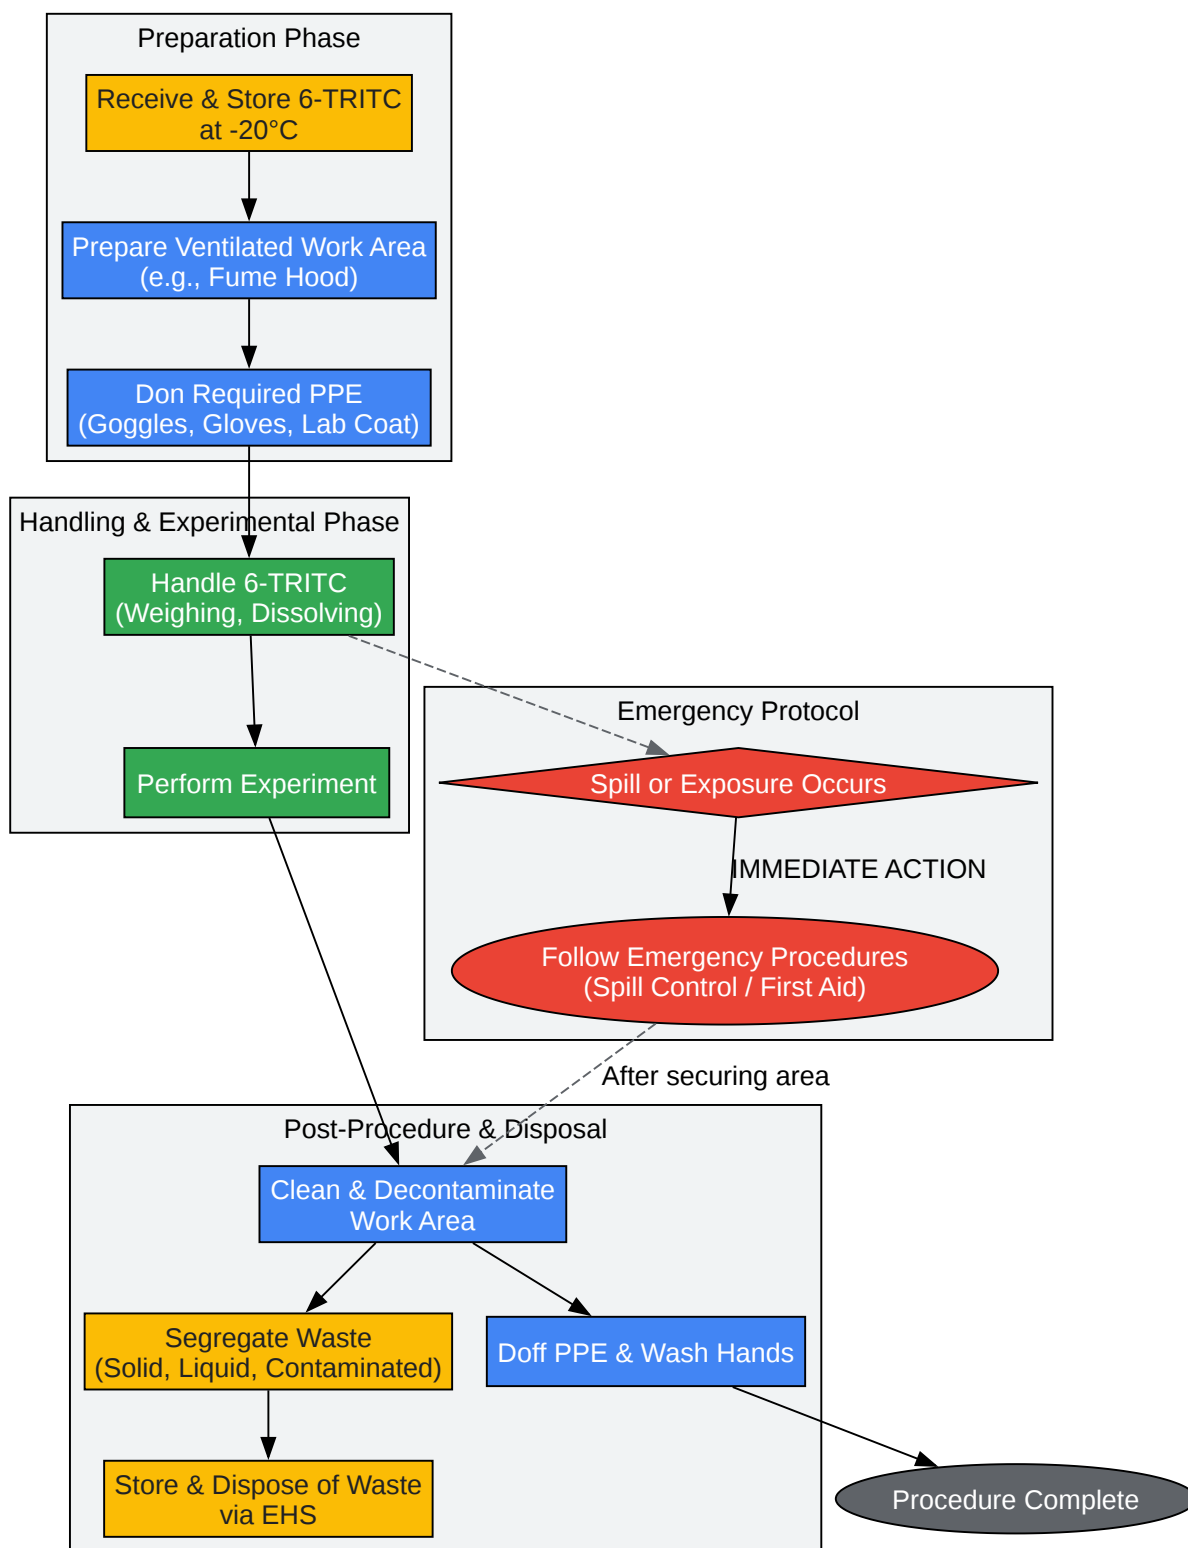 Preparation Phase
Receive & Store 6-TRITC
at -20°C
Prepare Ventilated Work Area
(e.g., Fume Hood)
Don Required PPE
(Goggles, Gloves, Lab Coat)
Handling & Experimental Phase
Handle 6-TRITC
(Weighing, Dissolving)
Perform Experiment
Emergency Protocol
Spill or Exposure Occurs
IMMEDIATE ACTION
Follow Emergency Procedures
(Spill Control / First Aid)
After securing area
Post-Procedure & Disposal
Clean & Decontaminate
Work Area
Segregate Waste
(Solid, Liquid, Contaminated)
Doff PPE & Wash Hands
Store & Dispose of Waste
via EHS
Procedure Complete